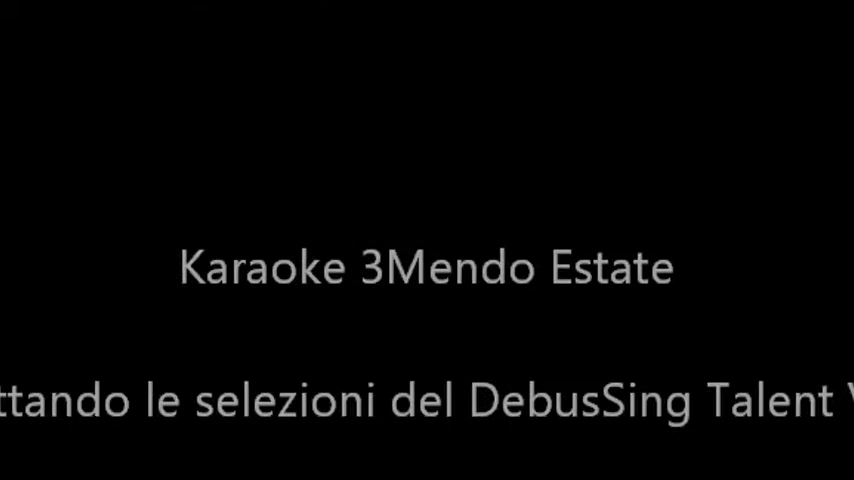 Karaoke 3Mendo Estate
ttando le selezioni del DebusSing Talent V